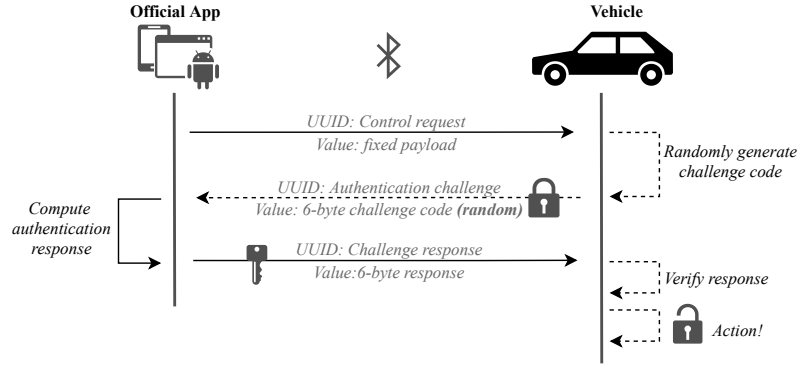 Official App
Vehicle
UUID: Control request
Value: fixed payload
Randomly generate
challenge code
UUID: Authentication challenge
Value: 6-byte challenge code (random)
Compute
authentication
response
UUID: Challenge response
Value:6-byte response
Verify response
Action!